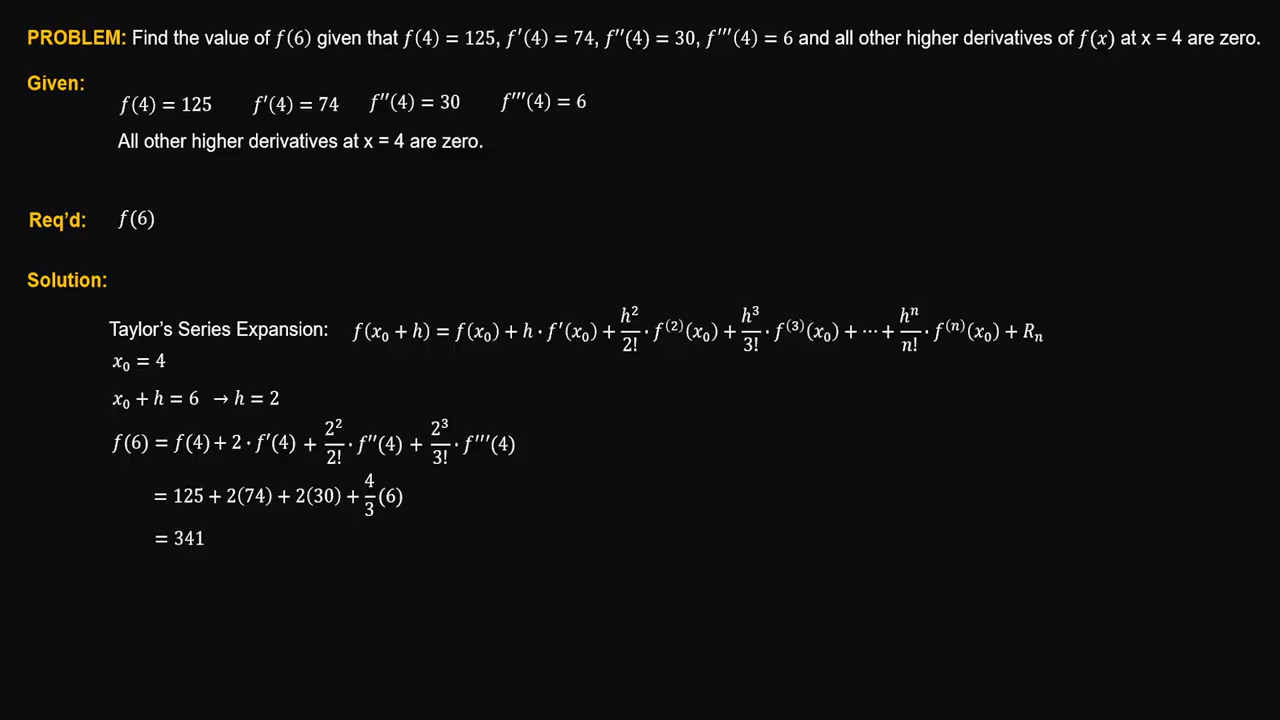 PROBLEM: Find the value of f(6) given that f(4) = 125, f′(4) = 74, f″(4) = 30, f‴(4) = 6 and all other higher derivatives of f(x) at x = 4 are zero.
Given:
f(4) = 125 f′(4) = 74 f″(4) = 30 f‴(4) = 6
All other higher derivatives at x = 4 are zero.
Req’d: f(6)
Solution:
Taylor’s Series Expansion: f(x₀ + h) = f(x₀) + h · f′(x₀) + h²/2! · f⁽²⁾(x₀) + h³/3! · f⁽³⁾(x₀) + ⋯ + hⁿ/n! · f⁽ⁿ⁾(x₀) + Rₙ
x₀ = 4
x₀ + h = 6 → h = 2
f(6) = f(4) + 2 · f′(4) + 2²/2! · f″(4) + 2³/3! · f‴(4)
= 125 + 2(74) + 2(30) + 4/3 (6)
= 341